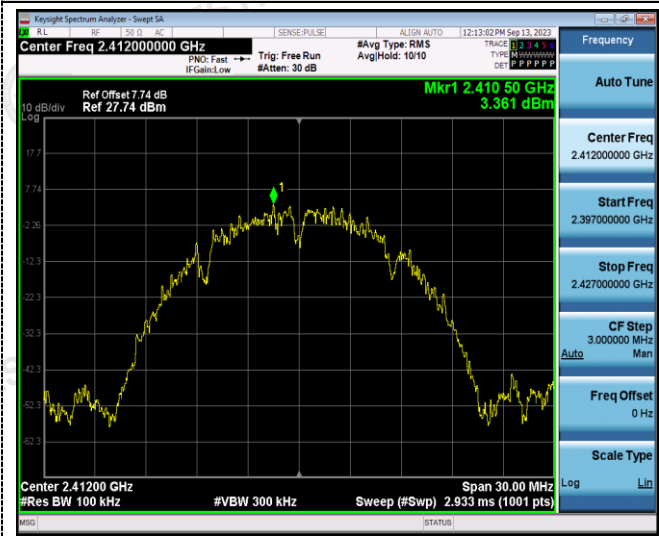 Keysight Spectrum Analyzer - Swept SA
RL RF 50 Ω AC SENSE:PULSE ALIGN AUTO 12:13:02 PM Sep 13, 2023
Center Freq 2.412000000 GHz
PNO: Fast
IFGain:Low
Trig: Free Run
#Atten: 30 dB
#Avg Type: RMS
Avg|Hold: 10/10
TRACE 1 2 3 4 5 6
TYPE M WWWWW
DET P P P P P P
Frequency
Auto Tune
Center Freq
2.412000000 GHz
Start Freq
2.397000000 GHz
Stop Freq
2.427000000 GHz
CF Step
3.000000 MHz
Auto Man
Freq Offset
0 Hz
Scale Type
Log Lin
Mkr1 2.410 50 GHz
3.361 dBm
Ref Offset 7.74 dB
10 dB/div Ref 27.74 dBm
Log
17.7
7.74
-2.26
-12.3
-22.3
-32.3
-42.3
-52.3
-62.3
1
Center 2.41200 GHz Span 30.00 MHz
#Res BW 100 kHz #VBW 300 kHz Sweep (#Swp) 2.933 ms (1001 pts)
MSG STATUS